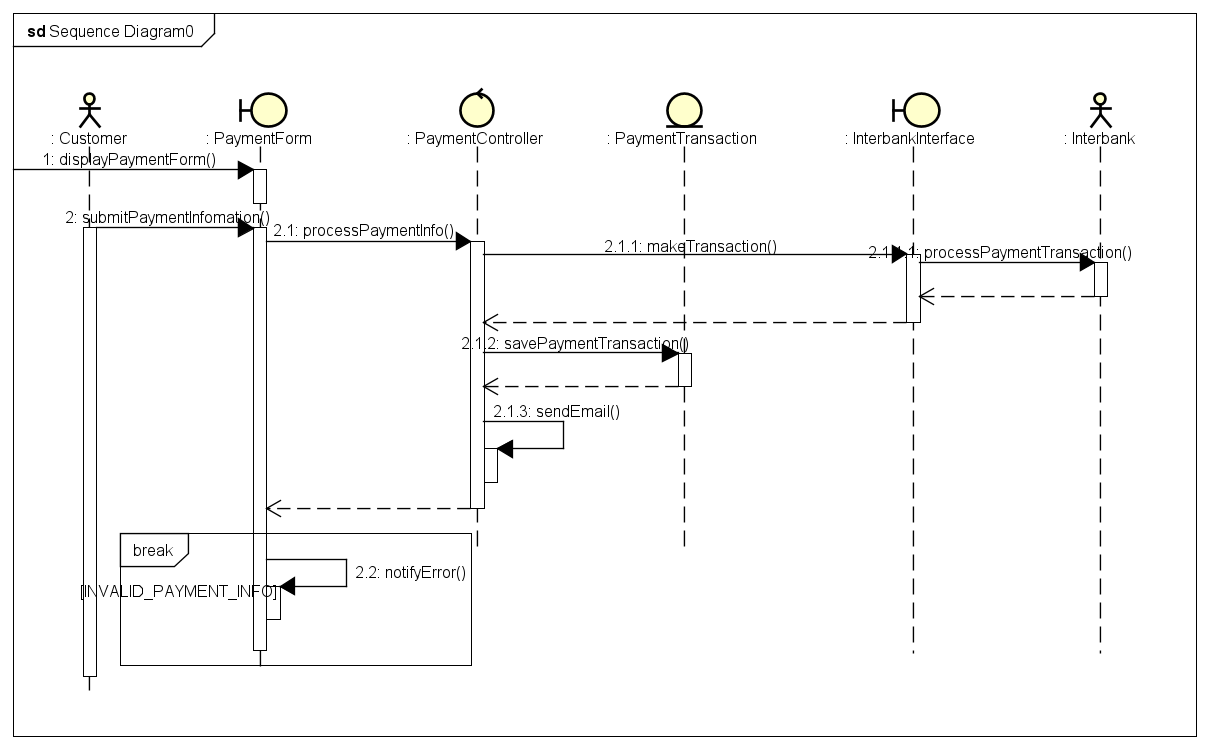 sd Sequence Diagram0
: Customer
: PaymentForm
: PaymentController
: PaymentTransaction
: InterbankInterface
: Interbank
1: displayPaymentForm()
2: submitPaymentInfomation()
2.1: processPaymentInfo()
2.1.1: makeTransaction()
2.1.1.1: processPaymentTransaction()
2.1.2: savePaymentTransaction()
2.1.3: sendEmail()
break
2.2: notifyError()
[INVALID_PAYMENT_INFO]